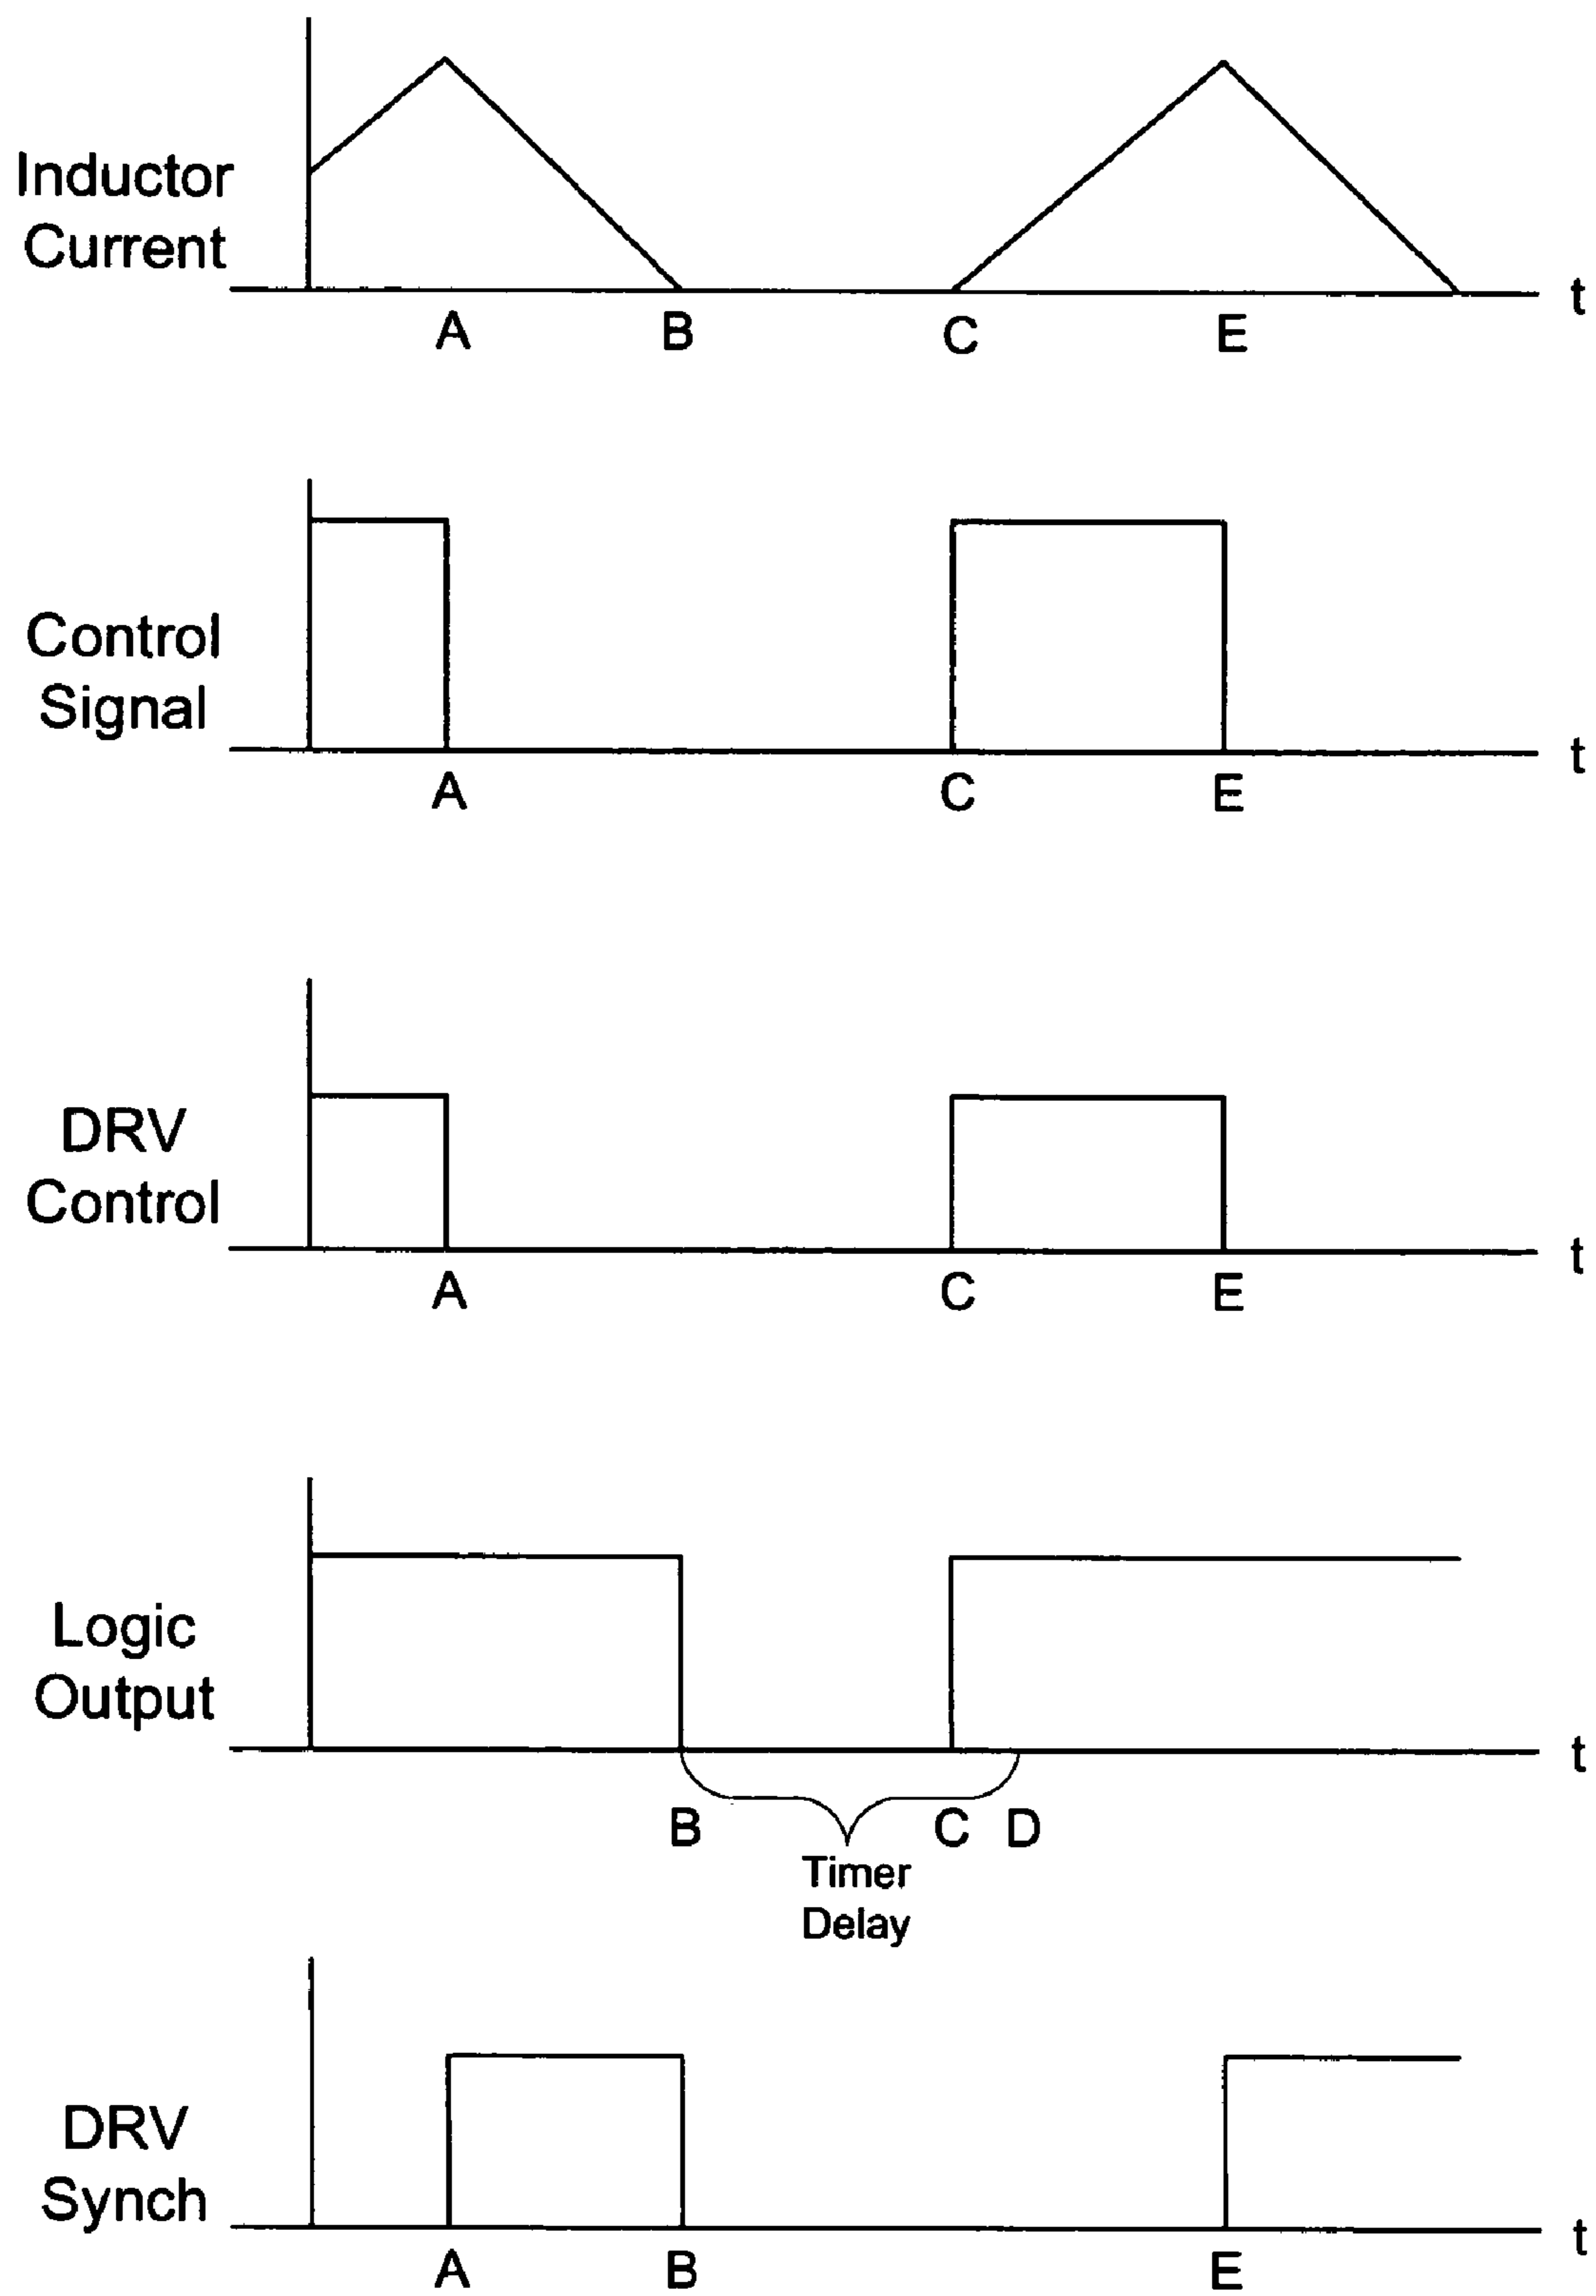 Inductor
Current
t
A B C E
Control
Signal
t
A C E
DRV
Control
t
A C E
Logic
Output
t
B C D
Timer
Delay
DRV
Synch
t
A B E